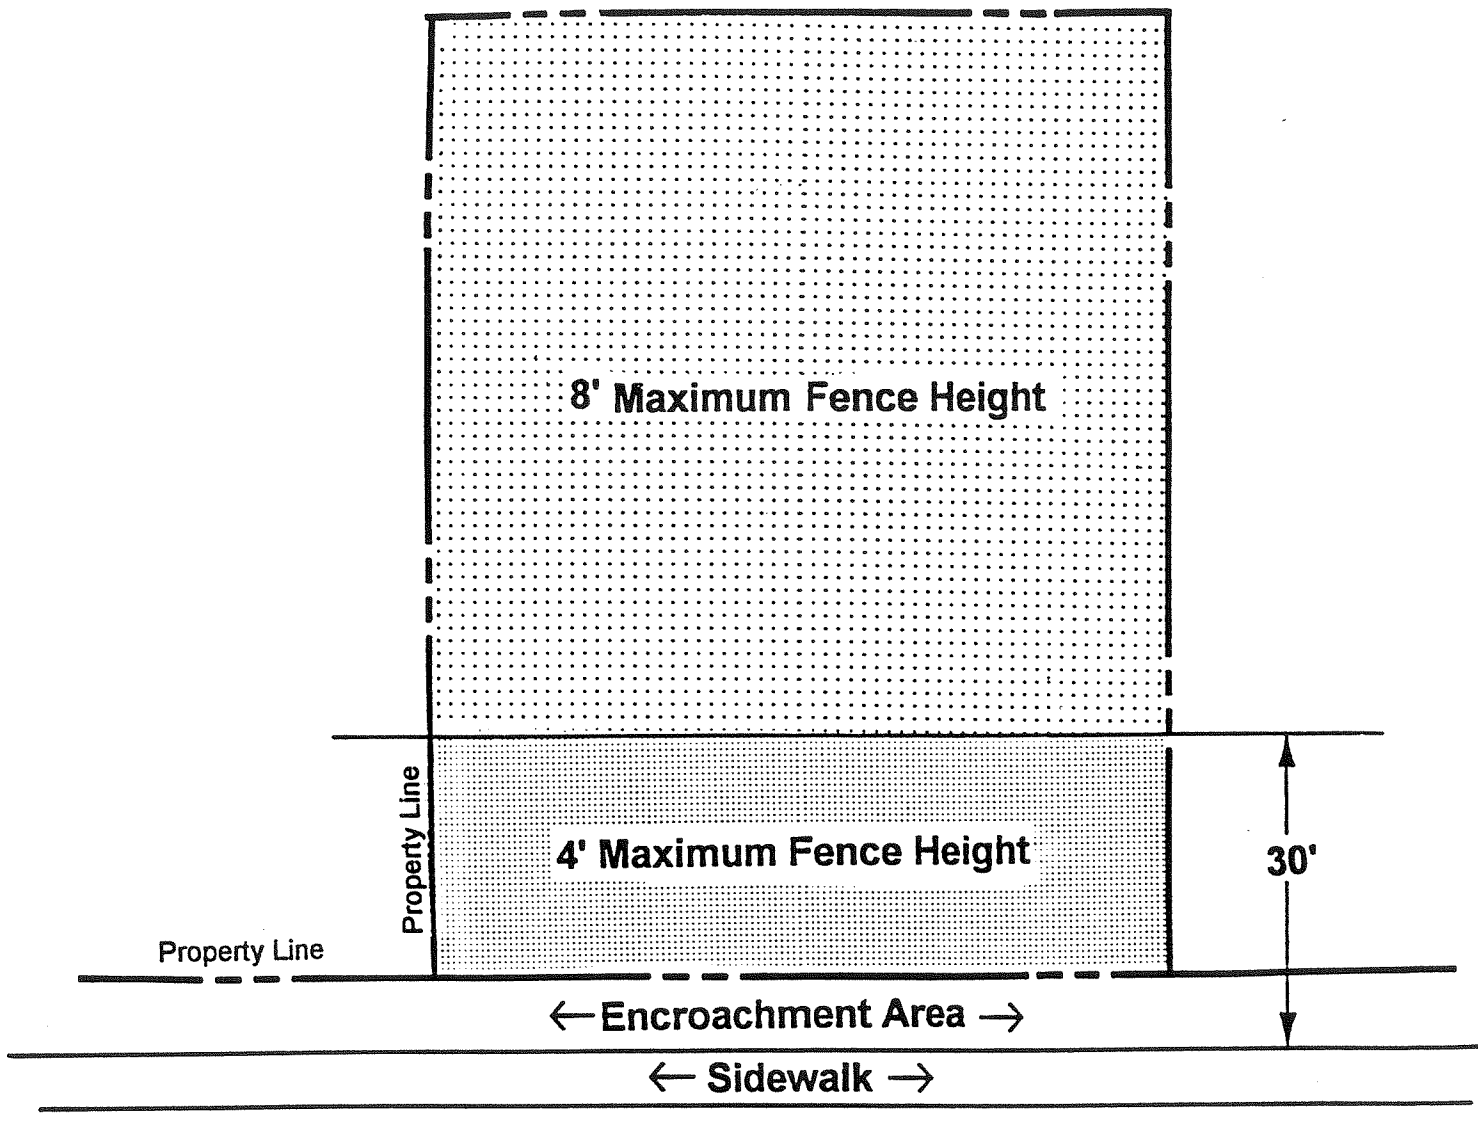 8' Maximum Fence Height
Property Line
4' Maximum Fence Height
30'
Property Line
←Encroachment Area →
← Sidewalk →